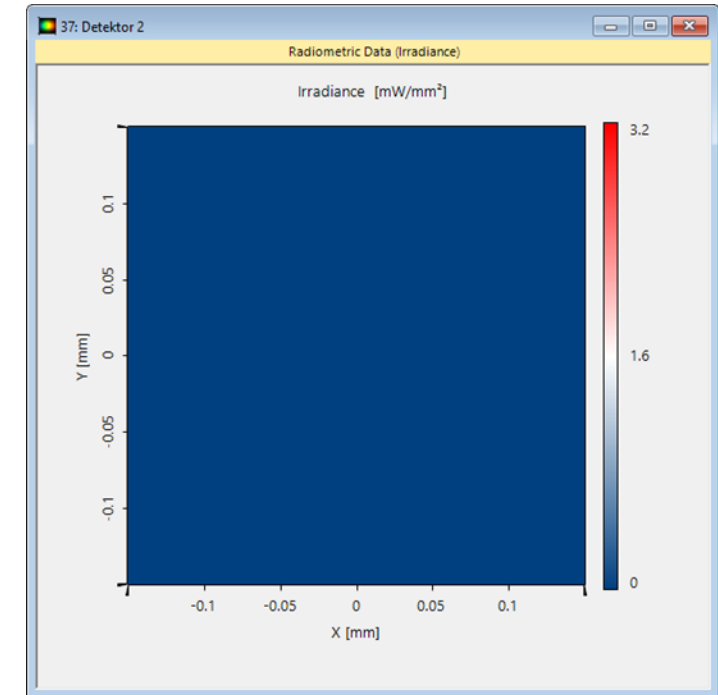 37: Detektor 2
Radiometric Data (Irradiance)
Irradiance [mW/mm²]
3.2
1.6
0
Y [mm]
0.1
0.05
0
-0.05
-0.1
-0.1 -0.05 0 0.05 0.1
X [mm]